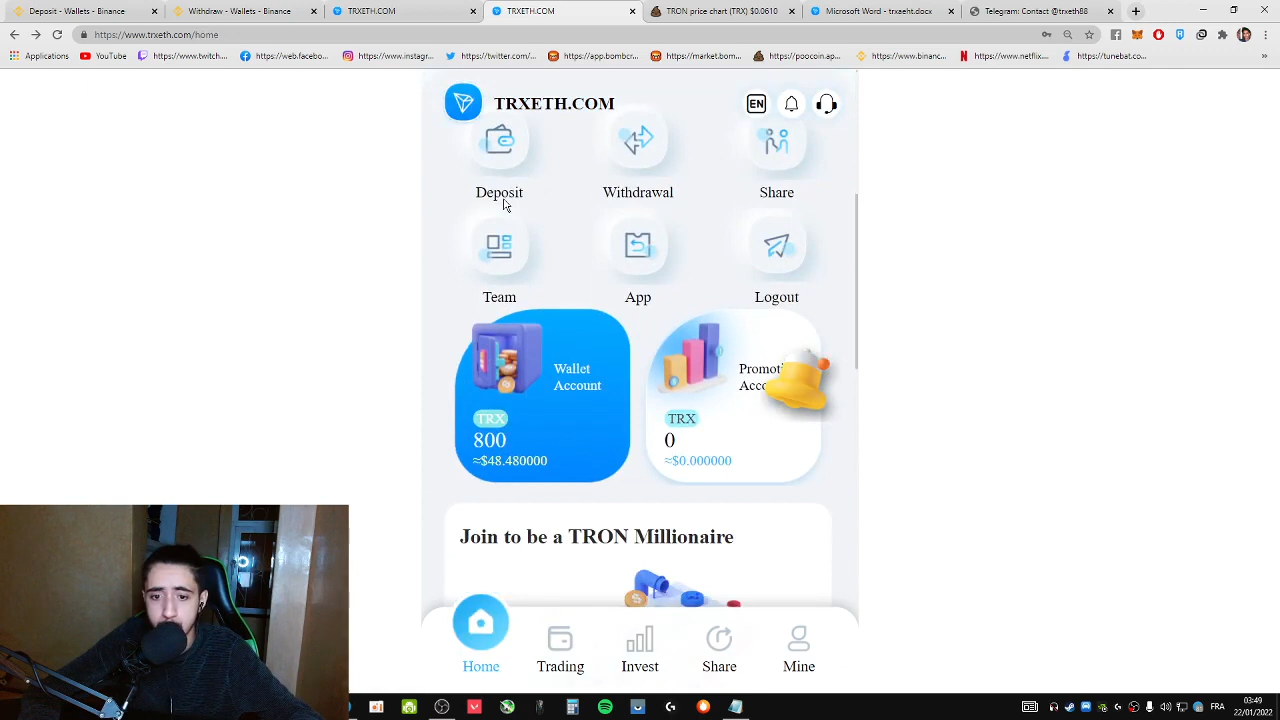 Deposit - Wallets - Binance
Withdraw - Wallets - Binance
TRXETH.COM
TRXETH.COM
TRON price chart (TRX) $0.0610
Microsoft Word - trxaeth.docx...
Telegram: Contact @trxeth88
https://www.trxeth.com/home
Applications
YouTube
https://www.twitch...
https://web.facebo...
https://www.instag...
https://twitter.com/...
https://app.bombcr...
https://market.bom...
https://poocoin.ap...
https://www.binanc...
https://www.netflix...
https://tunebat.co...
TRXETH.COM
EN
Deposit
Withdrawal
Share
Team
App
Logout
Wallet
Account
TRX
800
≈$48.480000
Promoti
Acco
TRX
0
≈$0.000000
Join to be a TRON Millionaire
Home
Trading
Invest
Share
Mine
FRA
03:49
22/01/2022